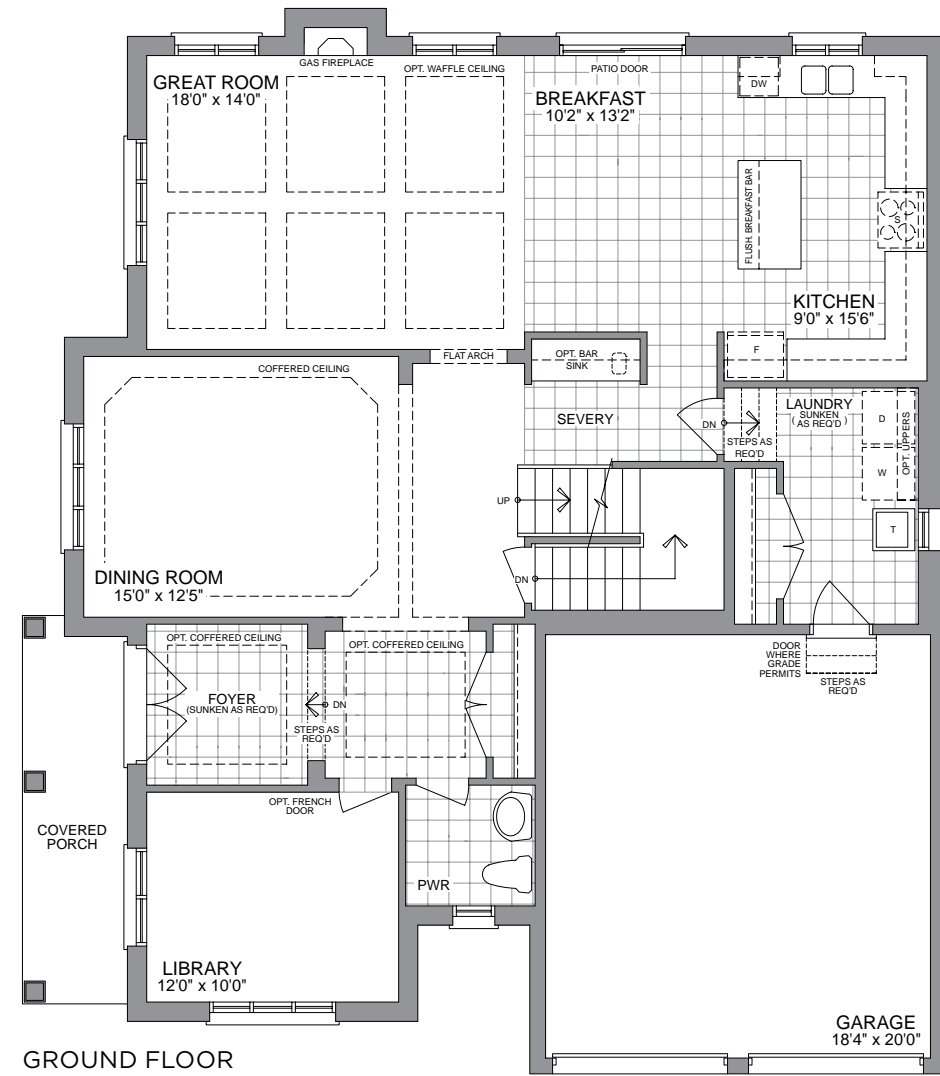 GAS FIREPLACE
OPT. WAFFLE CEILING
PATIO DOOR
GREAT ROOM
18'0" x 14'0"
BREAKFAST
10'2" x 13'2"
DW
FLUSH. BREAKFAST BAR
S
KITCHEN
9'0" x 15'6"
F
FLAT ARCH
OPT. BAR
SINK
COFFERED CEILING
SEVERY
DN
STEPS AS
REQ'D
LAUNDRY
SUNKEN
( AS REQ'D )
D
W
OPT. UPPERS
T
UP
DN
DINING ROOM
15'0" x 12'5"
OPT. COFFERED CEILING
OPT. COFFERED CEILING
FOYER
(SUNKEN AS REQ'D)
DN
STEPS AS
REQ'D
DOOR
WHERE
GRADE
PERMITS
STEPS AS
REQ'D
OPT. FRENCH
DOOR
COVERED
PORCH
PWR
LIBRARY
12'0" x 10'0"
GARAGE
18'4" x 20'0"
GROUND FLOOR